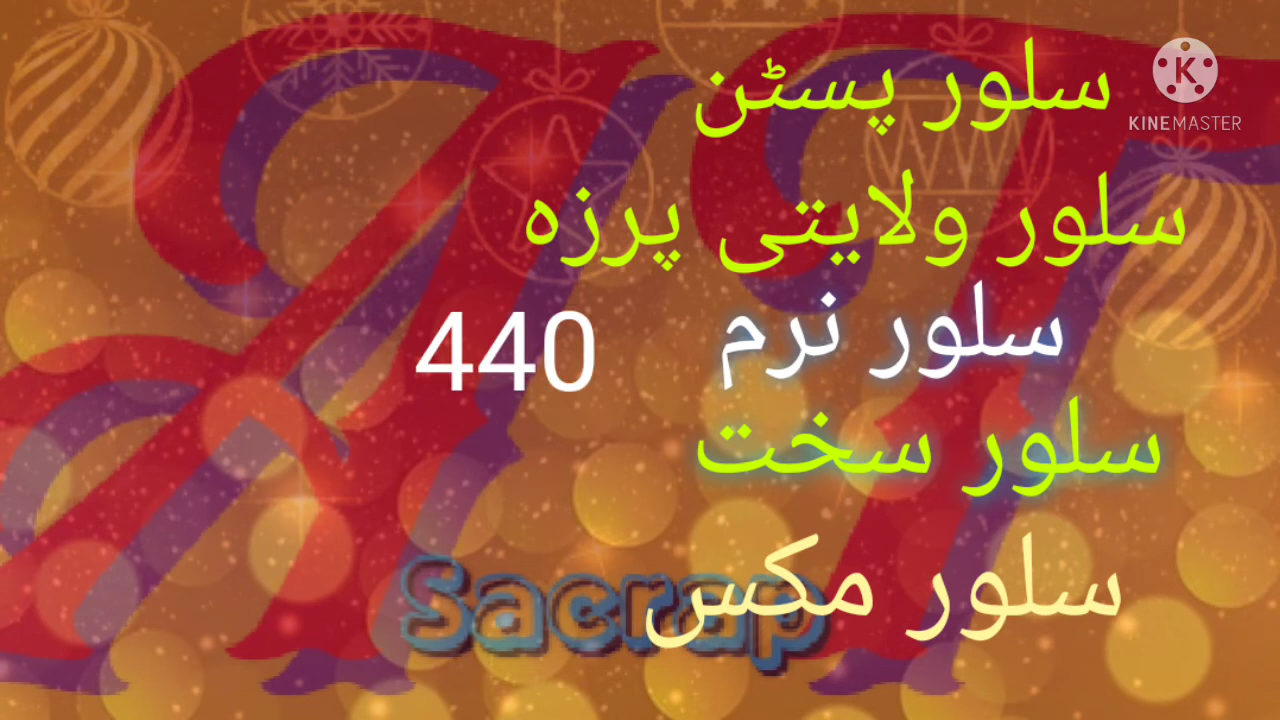 سلور پسٹن
KINEMASTER
سلور ولایتی پرزہ
سلور نرم 440
سلور سخت
سلور مکس
Sacrap